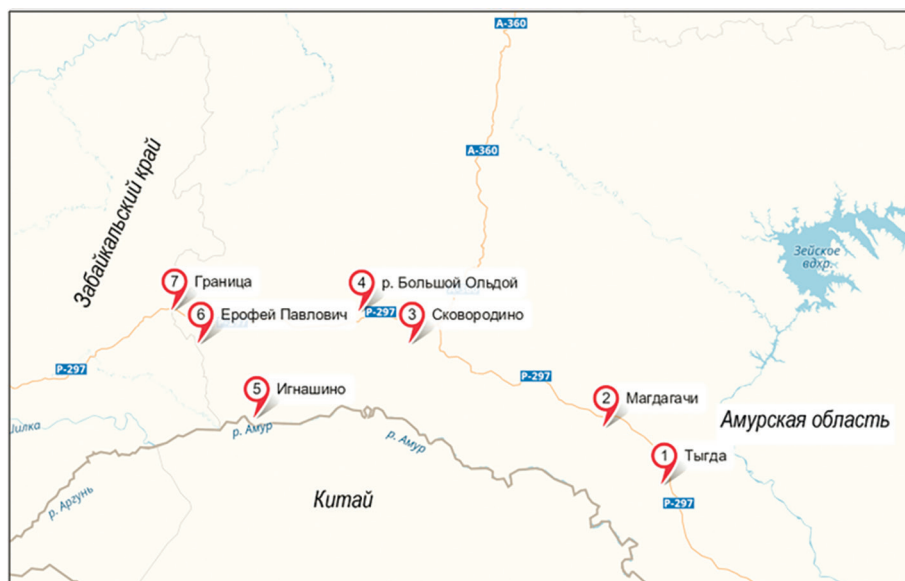 А-360
А-360
Забайкальский край
Зейское
вдхр.
7 Граница
4 р. Большой Ольдой
6 Ерофей Павлович
Р-297
3 Сковородино
Р-297
Р-297
5 Игнашино
2 Магдагачи
Шилка
р. Амур
р. Амур
Амурская область
1 Тыгда
р. Аргунь
Китай
Р-297